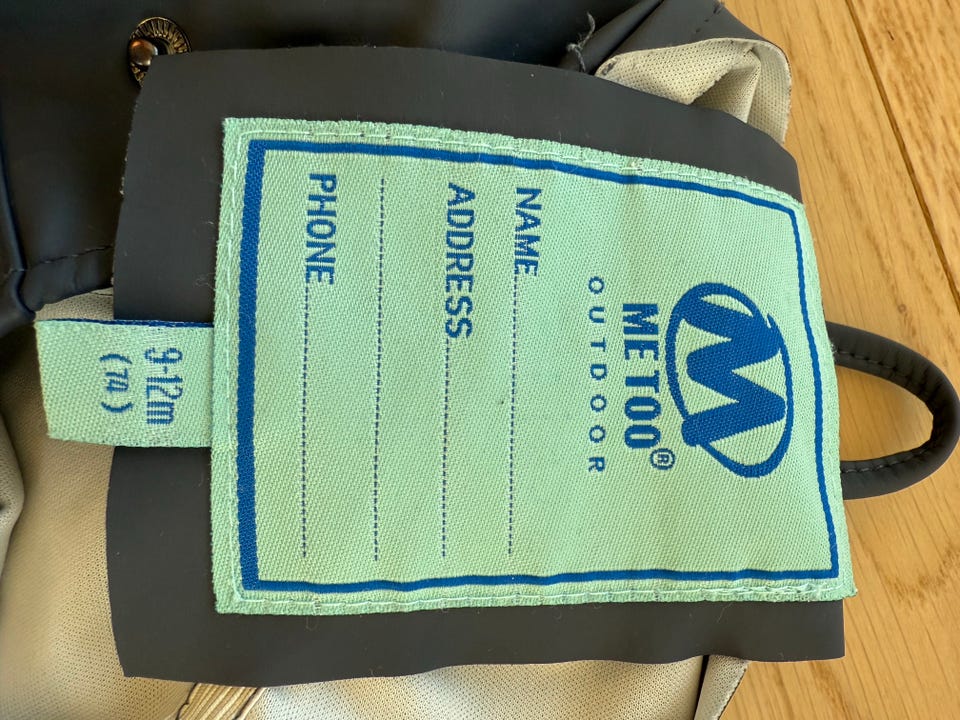 ME TOO®
OUTDOOR
NAME
ADDRESS
PHONE
9-12m
(74)